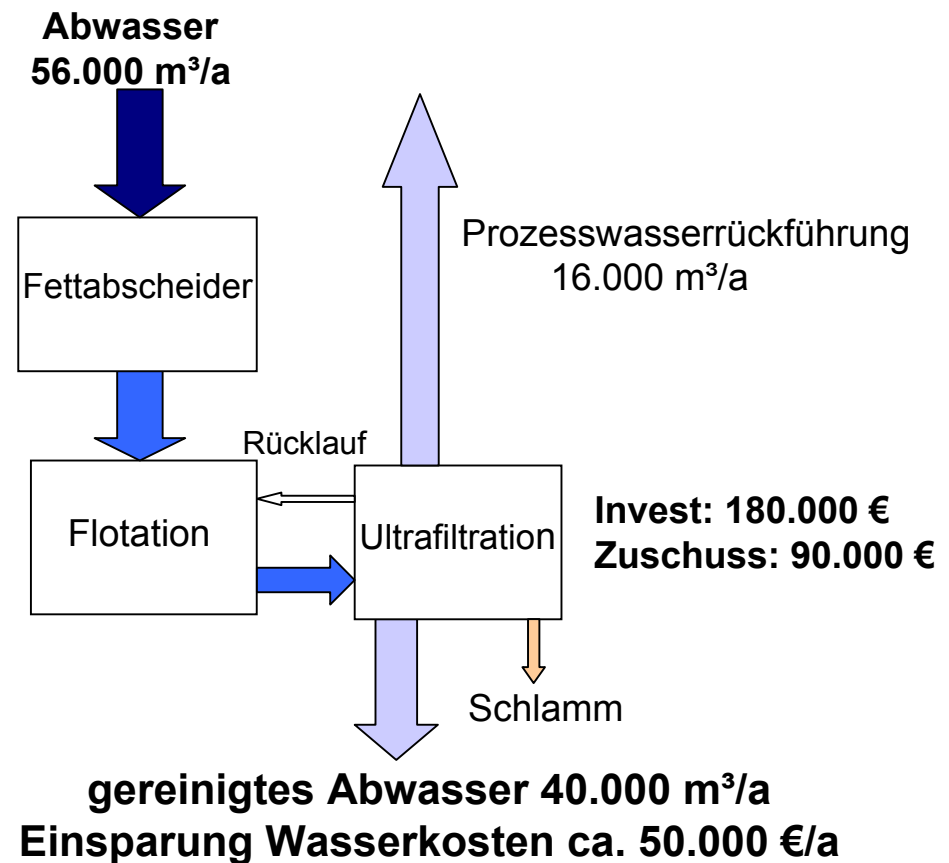 Abwasser
56.000 m³/a
Fettabscheider
Prozesswasserrückführung
16.000 m³/a
Rücklauf
Flotation
Ultrafiltration
Invest: 180.000 €
Zuschuss: 90.000 €
Schlamm
gereinigtes Abwasser 40.000 m³/a
Einsparung Wasserkosten ca. 50.000 €/a